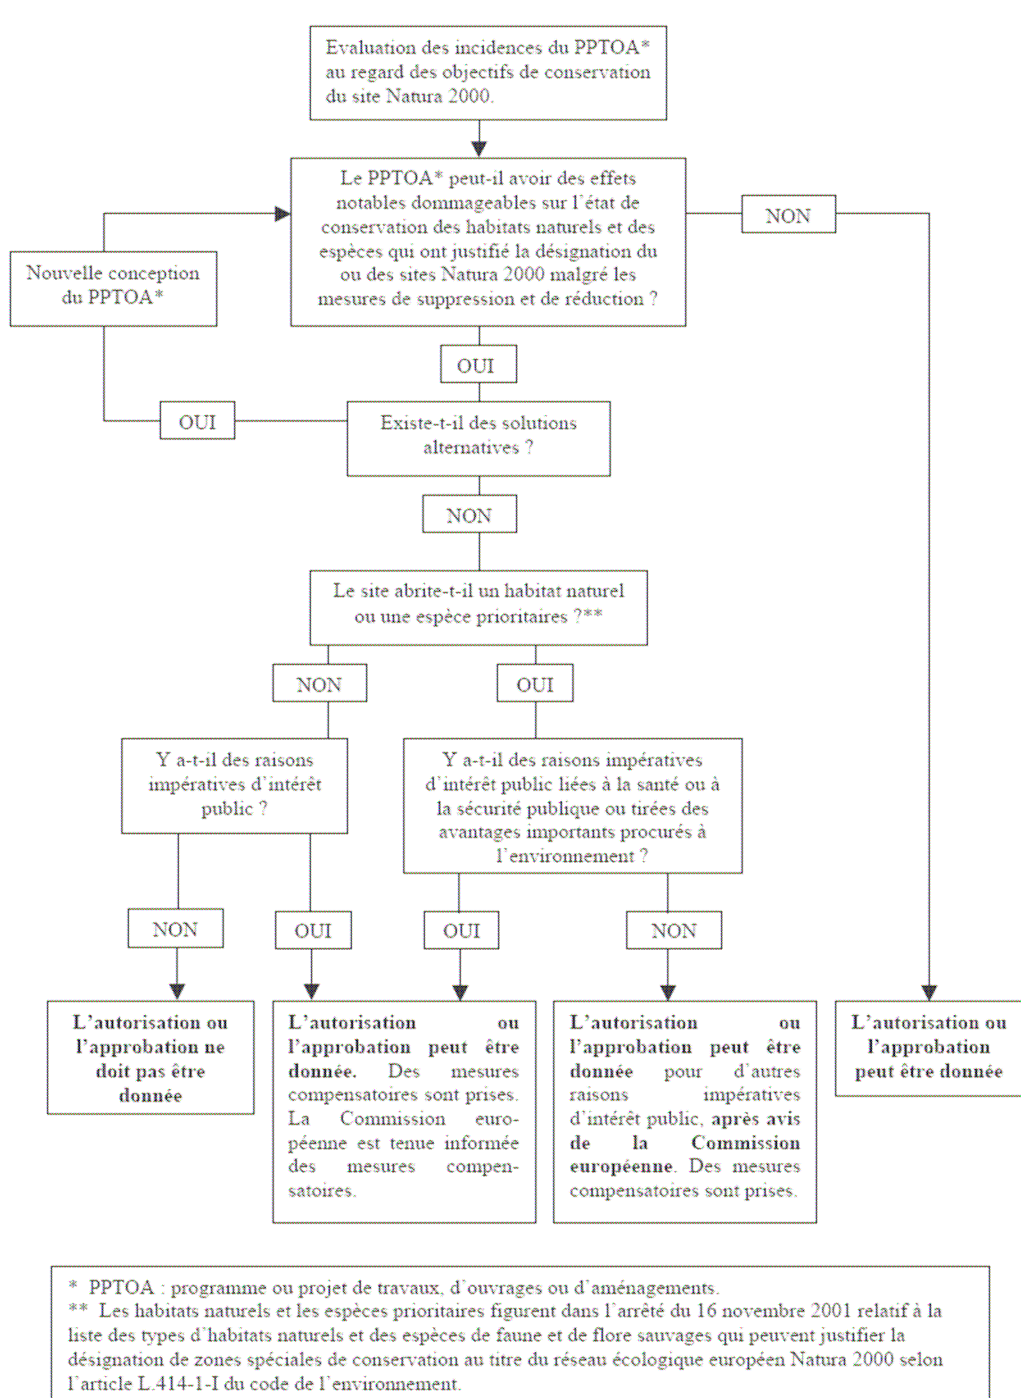 Evaluation des incidences du PPTOA*
au regard des objectifs de conservation
du site Natura 2000.
Le PPTOA* peut-il avoir des effets
notables dommageables sur l'état de
conservation des habitats naturels et des
espèces qui ont justifié la désignation du
ou des sites Natura 2000 malgré les
mesures de suppression et de réduction ?
NON
Nouvelle conception
du PPTOA*
OUI
OUI
Existe-t-il des solutions
alternatives ?
NON
Le site abrite-t-il un habitat naturel
ou une espèce prioritaires ?**
NON
OUI
Y a-t-il des raisons
impératives d'intérêt
public ?
Y a-t-il des raisons impératives
d'intérêt public liées à la santé ou à
la sécurité publique ou tirées des
avantages importants procurés à
l'environnement ?
NON
OUI
OUI
NON
L'autorisation ou
l'approbation ne
doit pas être
donnée
L'autorisation ou
l'approbation peut être
donnée. Des mesures
compensatoires sont prises.
La Commission euro-
péenne est tenue informée
des mesures compen-
satoires.
L'autorisation ou
l'approbation peut être
donnée pour d'autres
raisons impératives
d'intérêt public, après avis
de la Commission
européenne. Des mesures
compensatoires sont prises.
L'autorisation ou
l'approbation
peut être donnée
* PPTOA : programme ou projet de travaux, d'ouvrages ou d'aménagements.
** Les habitats naturels et les espèces prioritaires figurent dans l'arrêté du 16 novembre 2001 relatif à la
liste des types d'habitats naturels et des espèces de faune et de flore sauvages qui peuvent justifier la
désignation de zones spéciales de conservation au titre du réseau écologique européen Natura 2000 selon
l'article L.414-1-I du code de l'environnement.